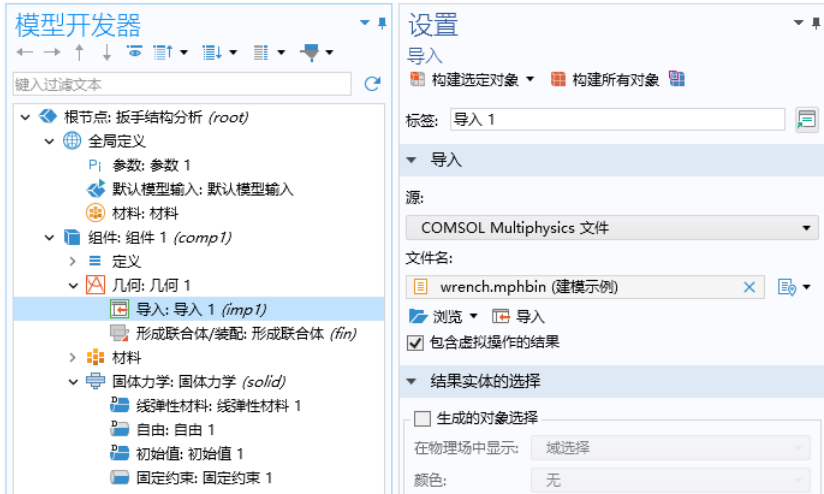 模型开发器
键入过滤文本
根节点: 扳手结构分析 (root)
全局定义
Pi 参数: 参数 1
默认模型输入: 默认模型输入
材料: 材料
组件: 组件 1 (comp1)
定义
几何: 几何 1
导入: 导入 1 (imp1)
形成联合体/装配: 形成联合体 (fin)
材料
固体力学: 固体力学 (solid)
线弹性材料: 线弹性材料 1
自由: 自由 1
初始值: 初始值 1
固定约束: 固定约束 1
设置
导入
构建选定对象 构建所有对象
标签: 导入 1
导入
源:
COMSOL Multiphysics 文件
文件名:
wrench.mphbin (建模示例)
浏览 导入
包含虚拟操作的结果
结果实体的选择
生成的对象选择
在物理场中显示: 域选择
颜色: 无